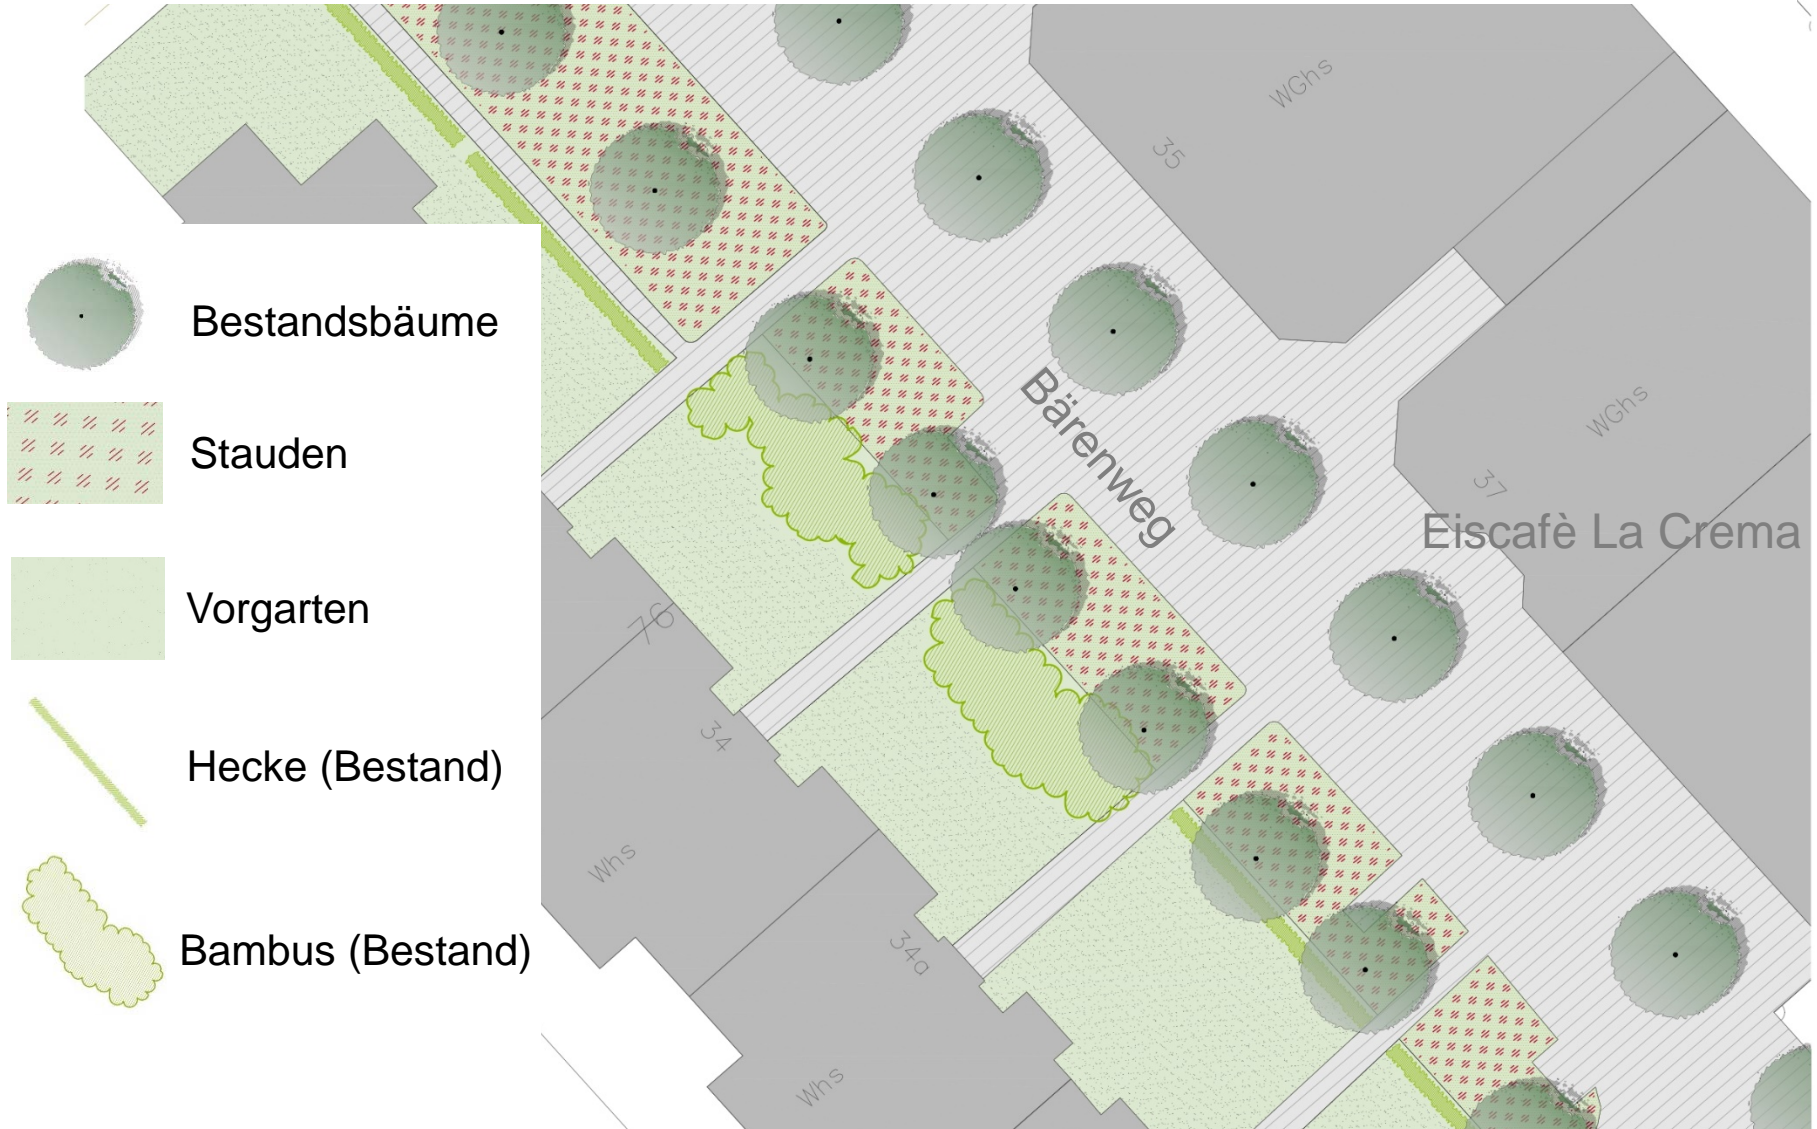 Bestandsbäume
Stauden
Vorgarten
Hecke (Bestand)
Bambus (Bestand)
WGhs
35
Bärenweg
WGhs
37
Eiscafè La Crema
76
34
Whs
34a
Whs